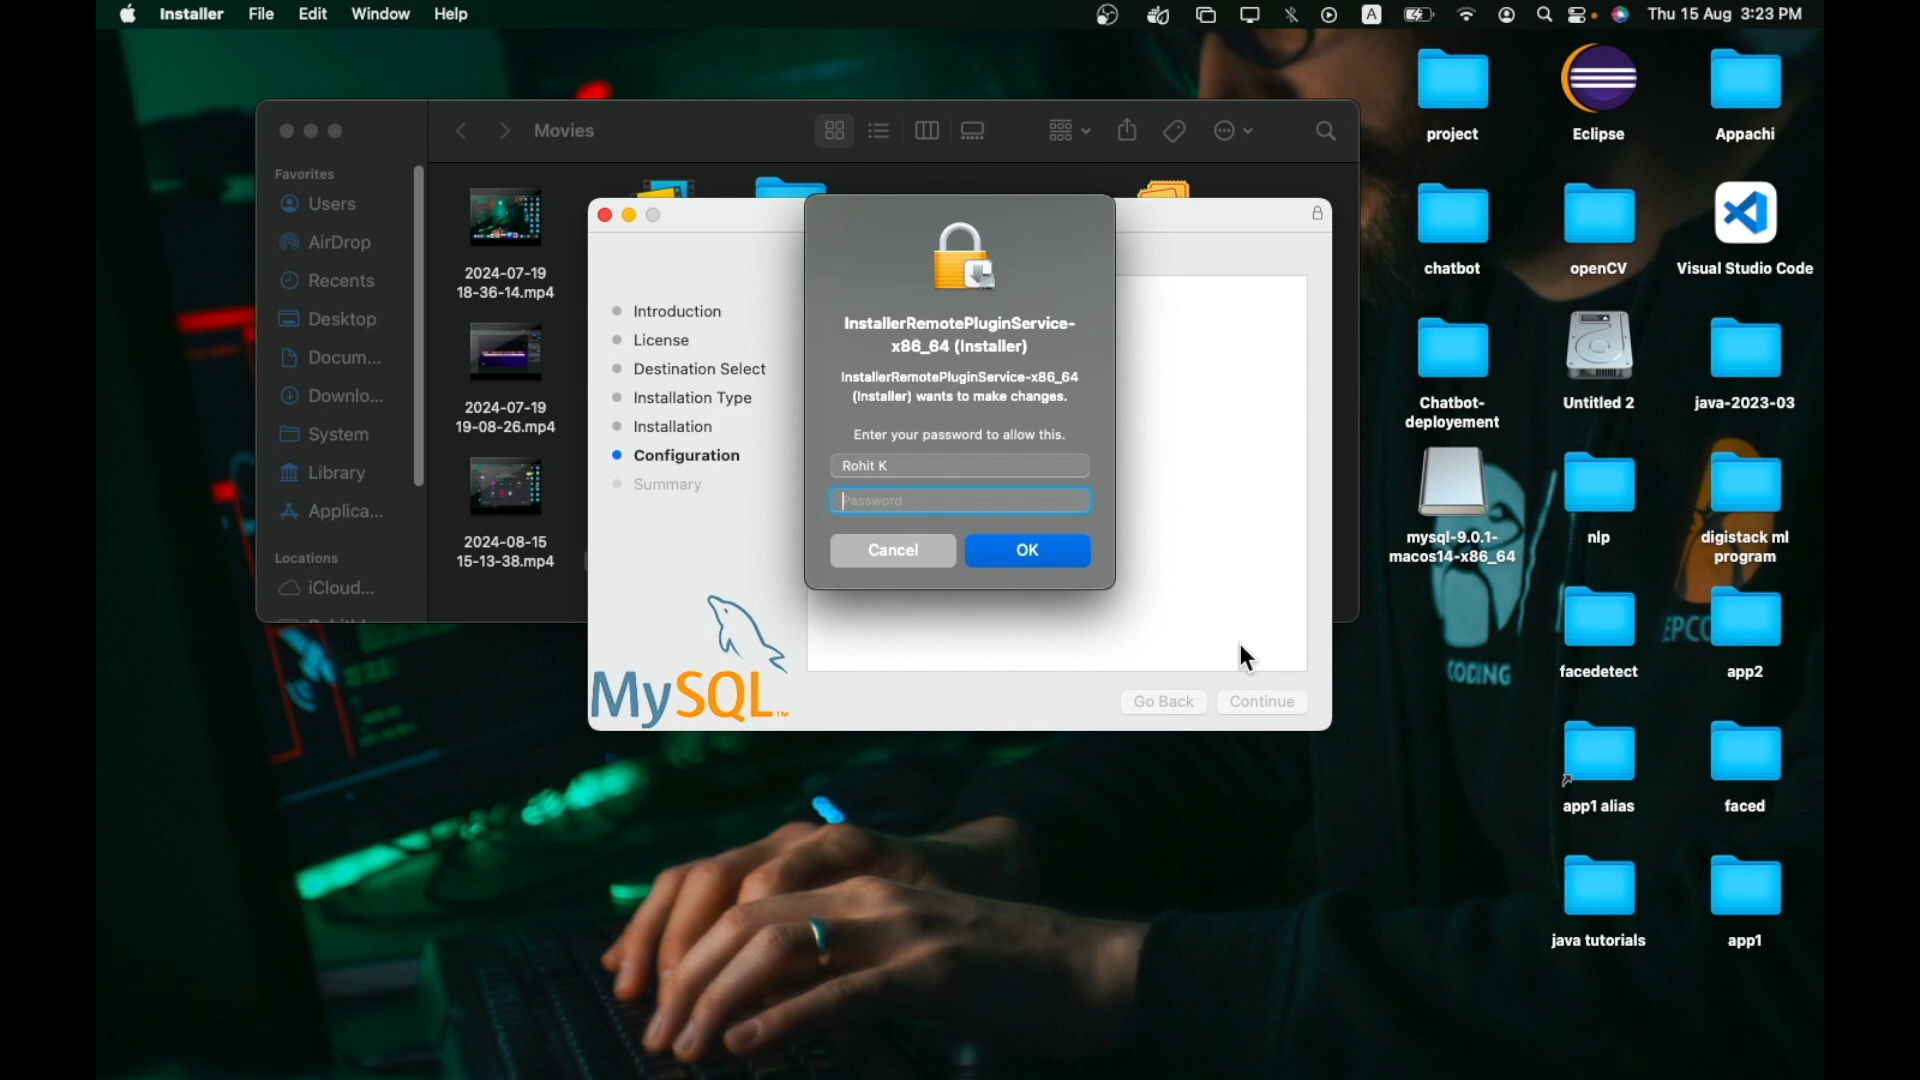 Installer File Edit Window Help
A
Thu 15 Aug 3:23 PM
Movies
Favorites
Users
AirDrop
Recents
Desktop
Docum...
Downlo...
System
Library
Applica...
Locations
iCloud...
2024-07-19
18-36-14.mp4
2024-07-19
19-08-26.mp4
2024-08-15
15-13-38.mp4
Introduction
License
Destination Select
Installation Type
Installation
Configuration
Summary
MySQL™
Go Back
Continue
InstallerRemotePluginService-
x86_64 (Installer)
InstallerRemotePluginService-x86_64
(Installer) wants to make changes.
Enter your password to allow this.
Rohit K
Password
Cancel
OK
project
Eclipse
Appachi
chatbot
openCV
Visual Studio Code
Chatbot-
deployement
Untitled 2
java-2023-03
mysql-9.0.1-
macos14-x86_64
nlp
digistack ml
program
facedetect
app2
app1 alias
faced
java tutorials
app1
CODING